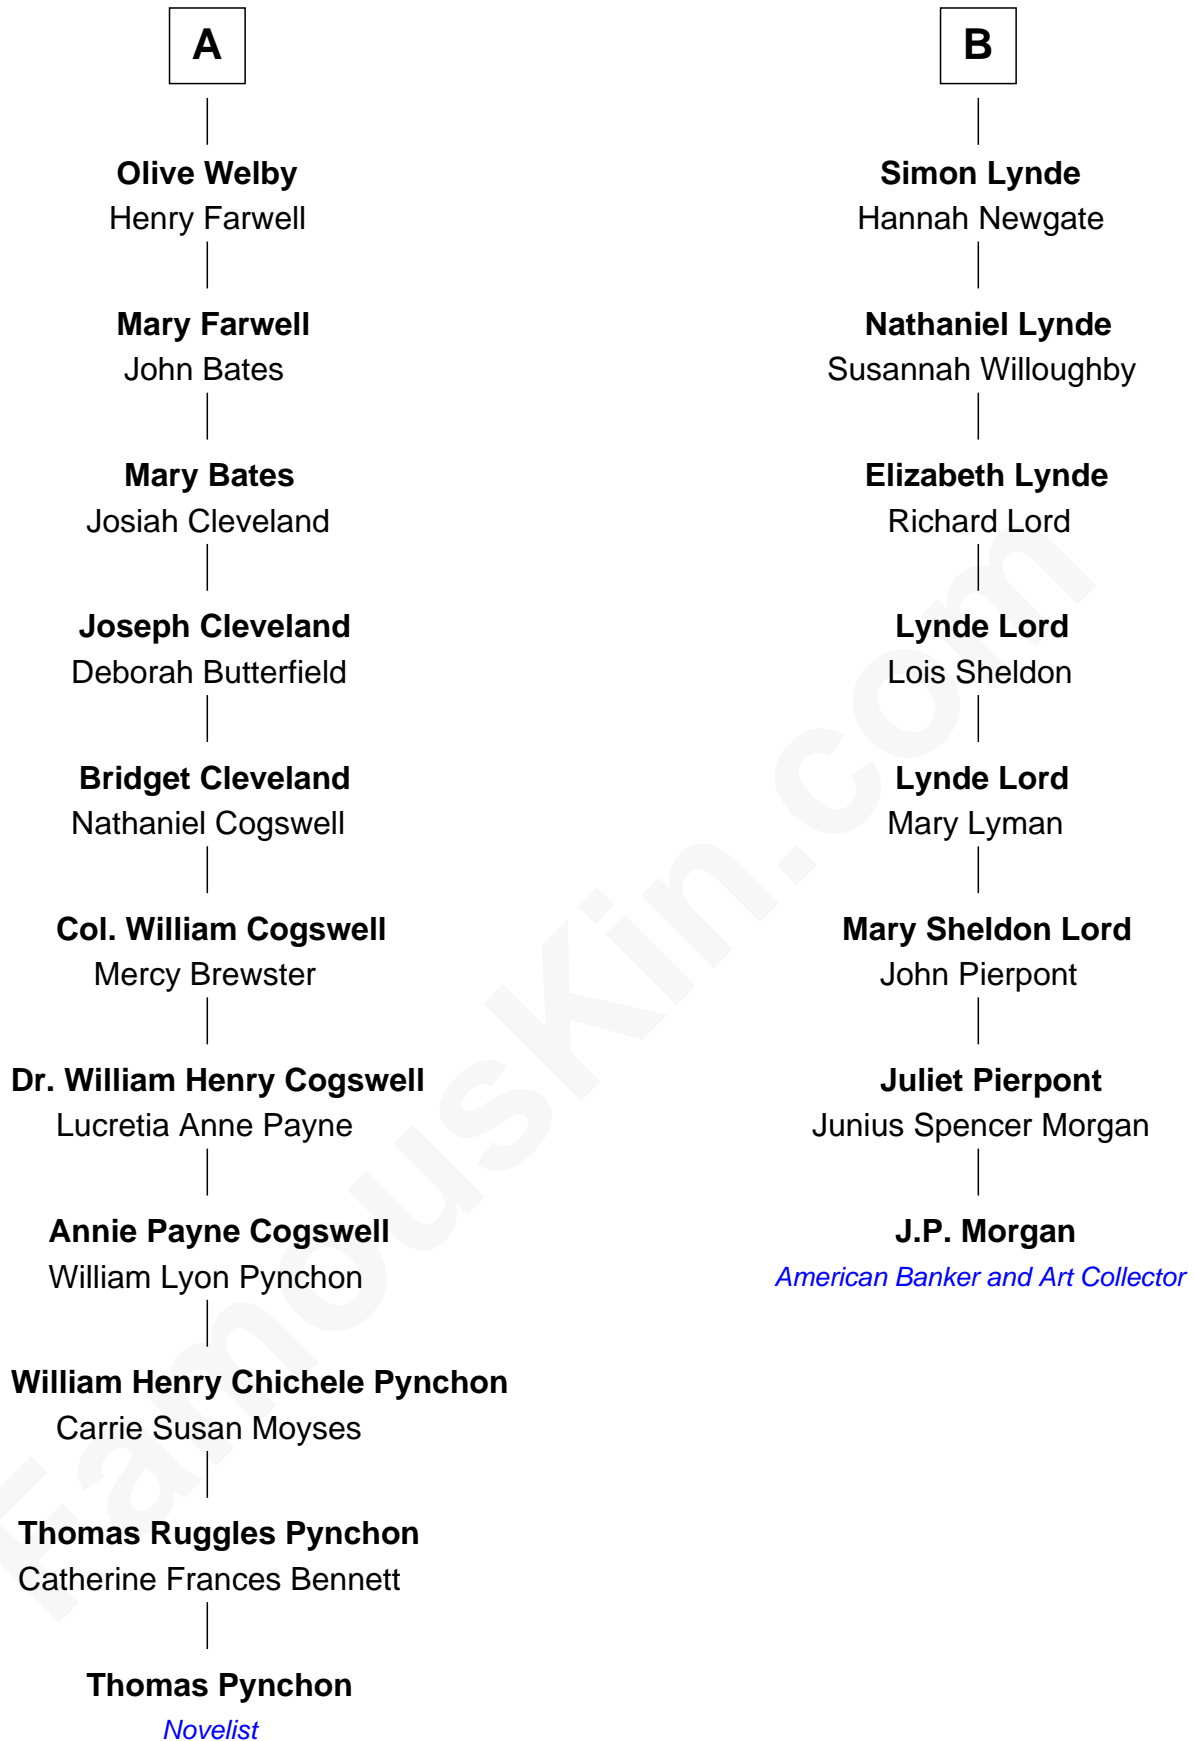 A
Olive Welby
Henry Farwell
Mary Farwell
John Bates
Mary Bates
Josiah Cleveland
Joseph Cleveland
Deborah Butterfield
Bridget Cleveland
Nathaniel Cogswell
Col. William Cogswell
Mercy Brewster
Dr. William Henry Cogswell
Lucretia Anne Payne
Annie Payne Cogswell
William Lyon Pynchon
William Henry Chichele Pynchon
Carrie Susan Moyses
Thomas Ruggles Pynchon
Catherine Frances Bennett
Thomas Pynchon
Novelist
B
Simon Lynde
Hannah Newgate
Nathaniel Lynde
Susannah Willoughby
Elizabeth Lynde
Richard Lord
Lynde Lord
Lois Sheldon
Lynde Lord
Mary Lyman
Mary Sheldon Lord
John Pierpont
Juliet Pierpont
Junius Spencer Morgan
J.P. Morgan
American Banker and Art Collector
FamousKin.com